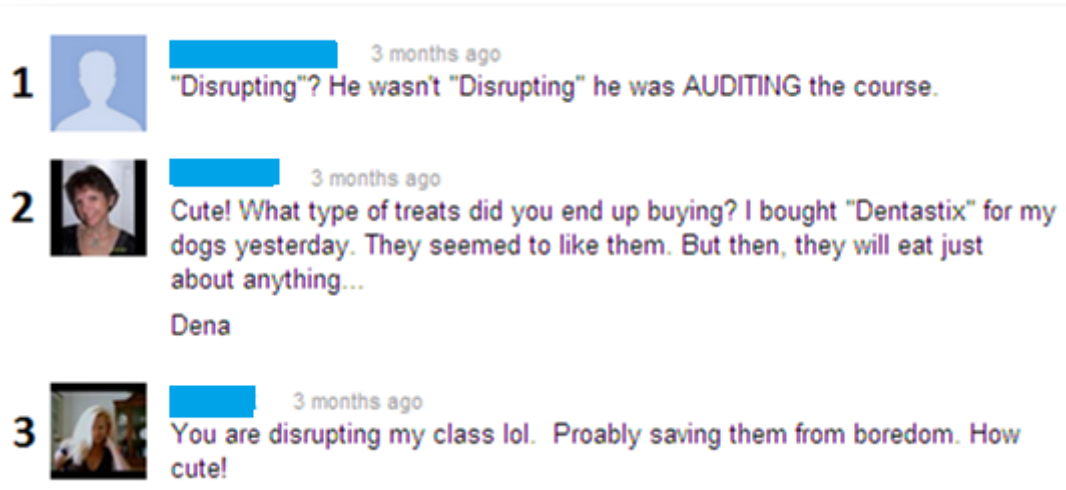 1
3 months ago
"Disrupting"? He wasn't "Disrupting" he was AUDITING the course.
2
3 months ago
Cute! What type of treats did you end up buying? I bought "Dentastix" for my
dogs yesterday. They seemed to like them. But then, they will eat just
about anything...
Dena
3
3 months ago
You are disrupting my class lol.  Proably saving them from boredom. How
cute!